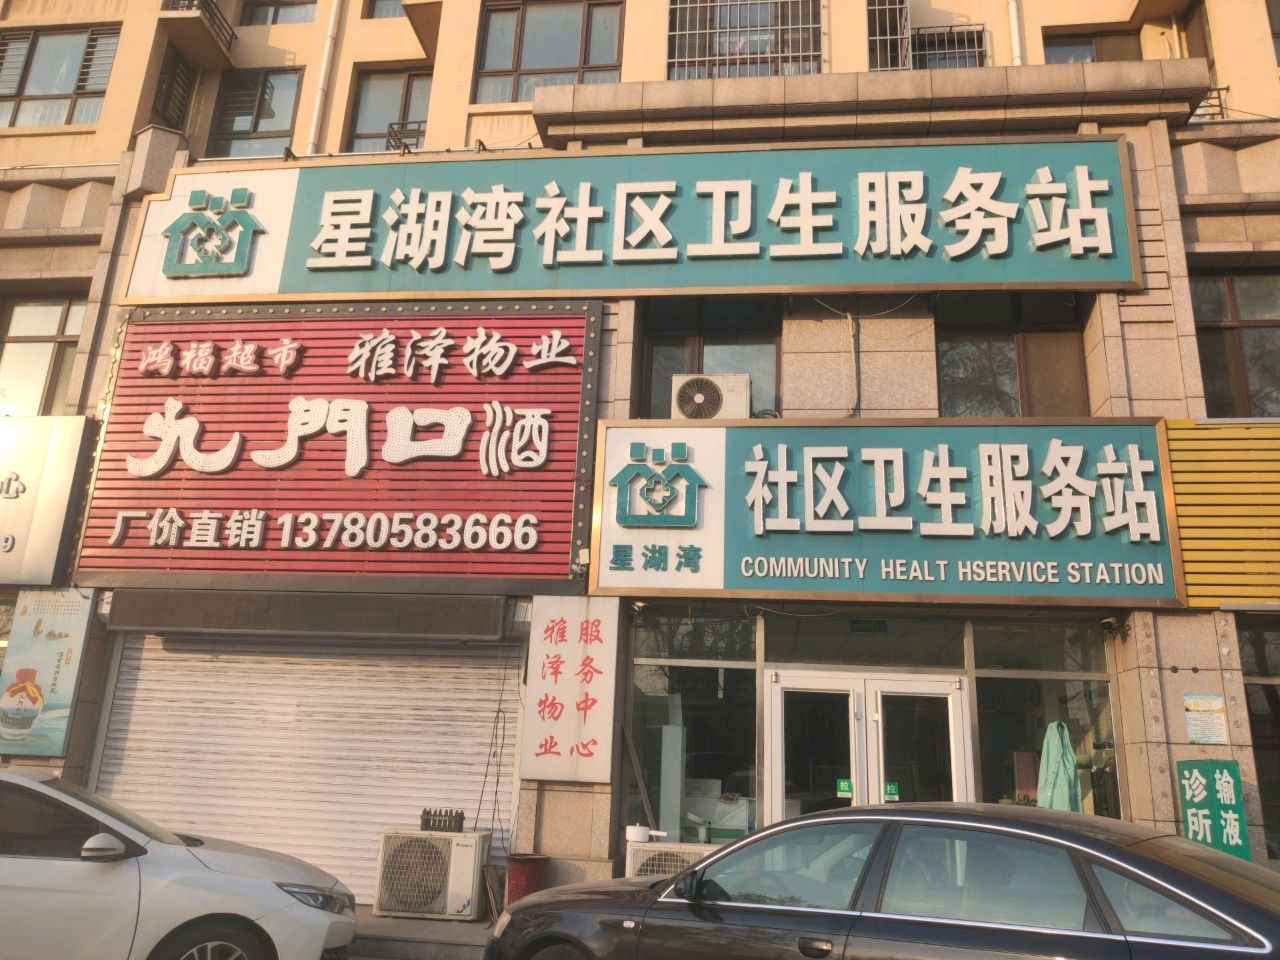 星湖湾社区卫生服务站
鸿福超市 雅泽物业
九門口酒
厂价直销 13780583666
社区卫生服务站
星湖湾
COMMUNITY HEALT HSERVICE STATION
心
9
服务中心
雅泽物业
拉
拉
输液
诊所